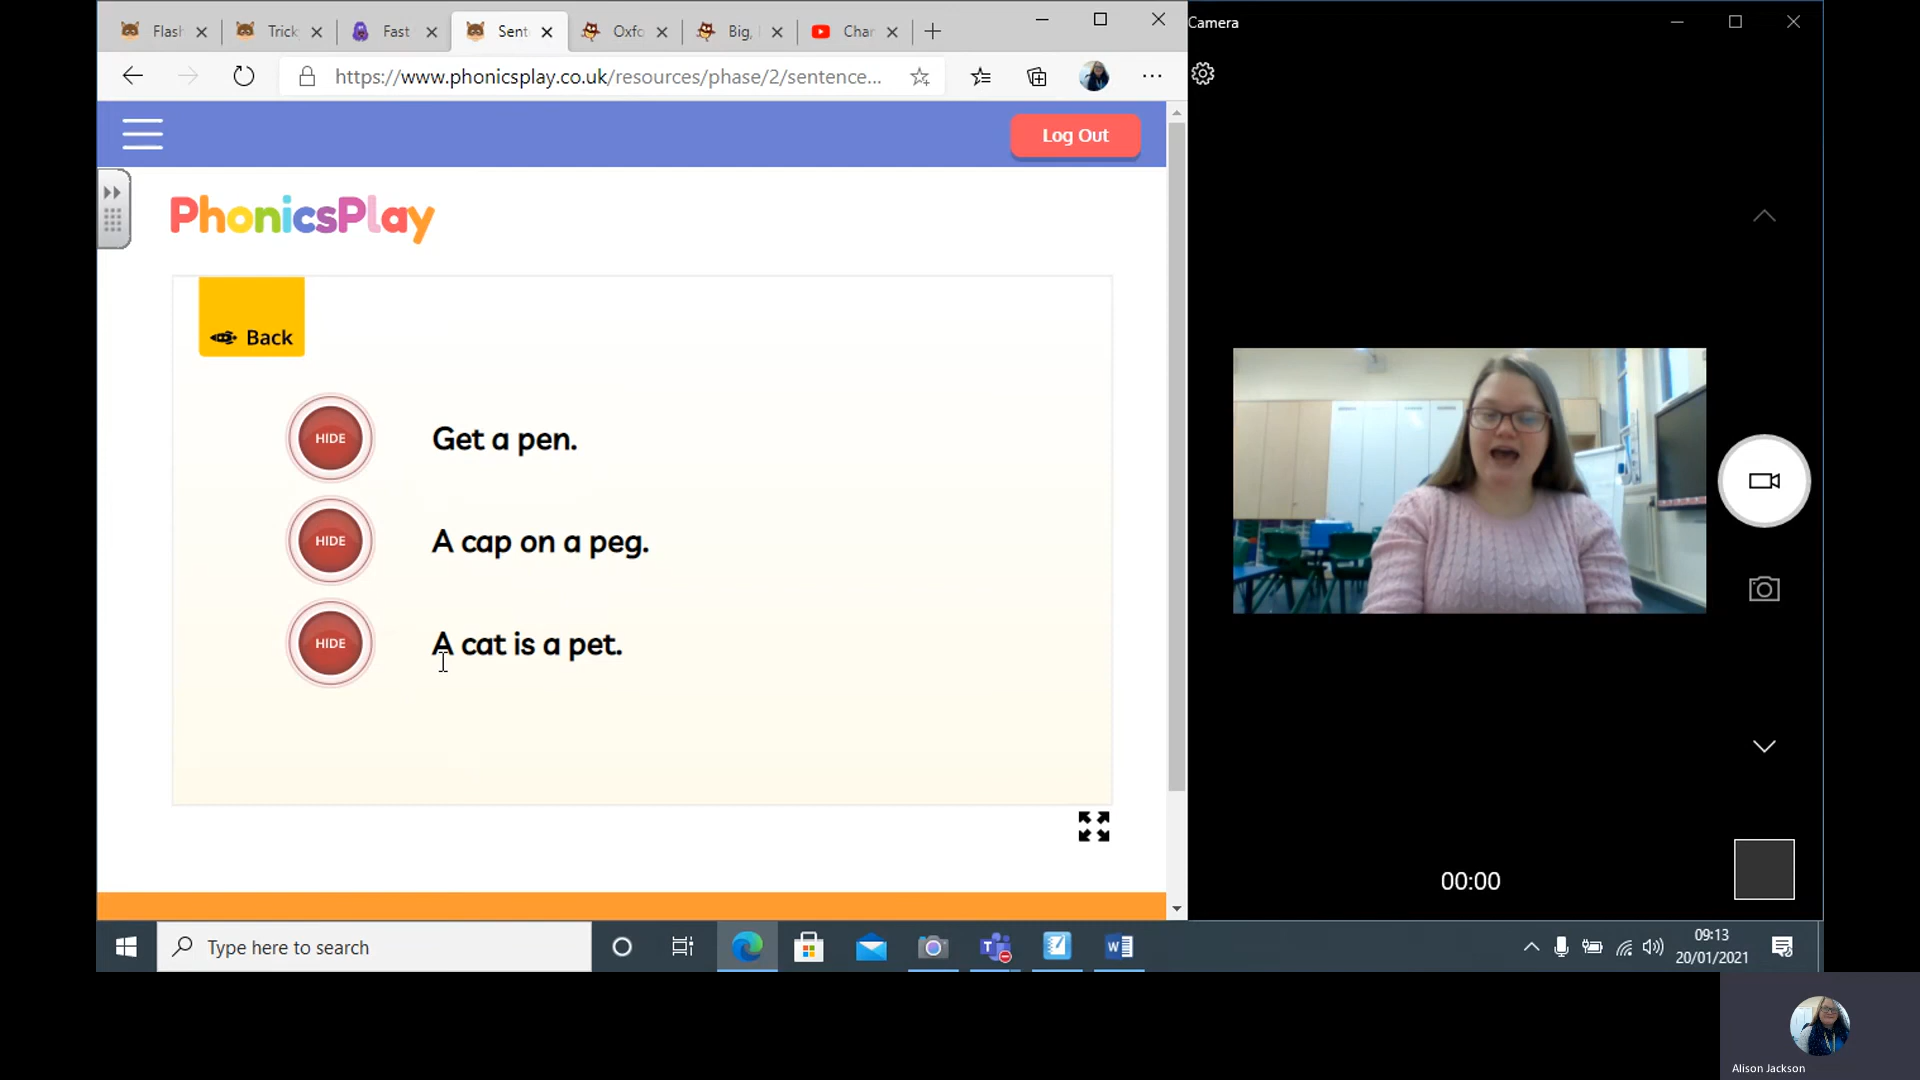 Flash
Trick
Fast
Sent
Oxfo
Big,
Char
https://www.phonicsplay.co.uk/resources/phase/2/sentence...
Camera
Log Out
PhonicsPlay
Back
HIDE
Get a pen.
HIDE
A cap on a peg.
HIDE
A cat is a pet.
00:00
Type here to search
09:13
20/01/2021
Alison Jackson